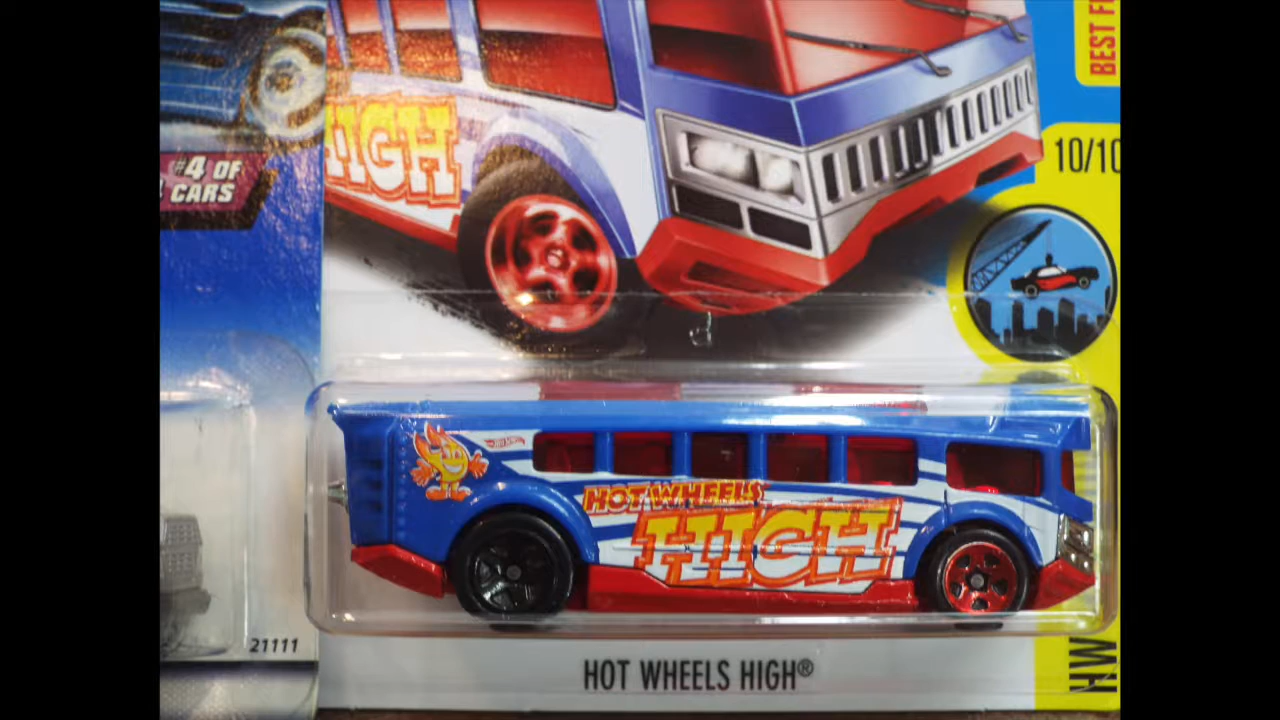 #4 OF
CARS
21111
HIGH
BEST
10/10
HOT WHEELS
HIGH
HOT WHEELS HIGH®
HW